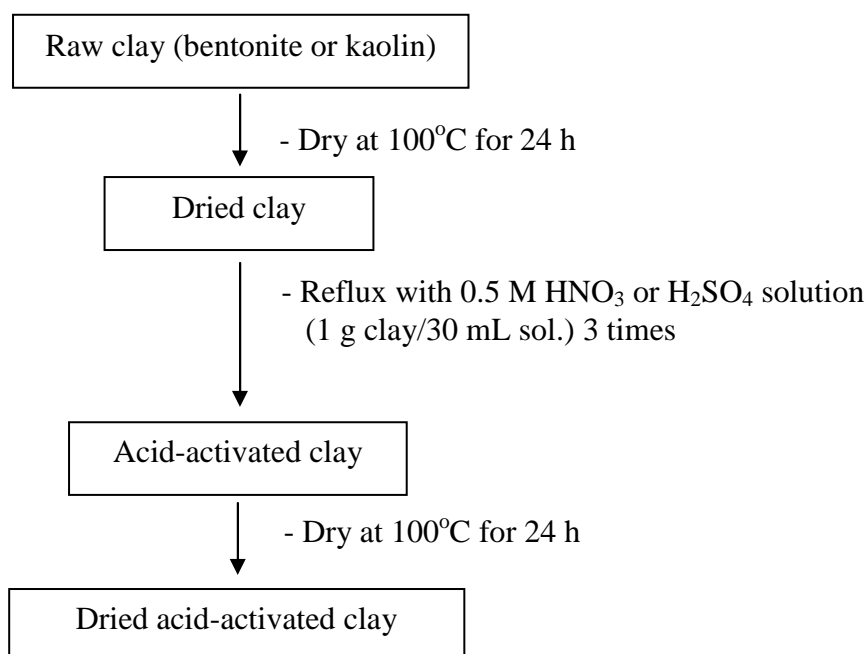 Raw clay (bentonite or kaolin)
- Dry at 100°C for 24 h
Dried clay
- Reflux with 0.5 M HNO₃ or H₂SO₄ solution
(1 g clay/30 mL sol.) 3 times
Acid-activated clay
- Dry at 100°C for 24 h
Dried acid-activated clay